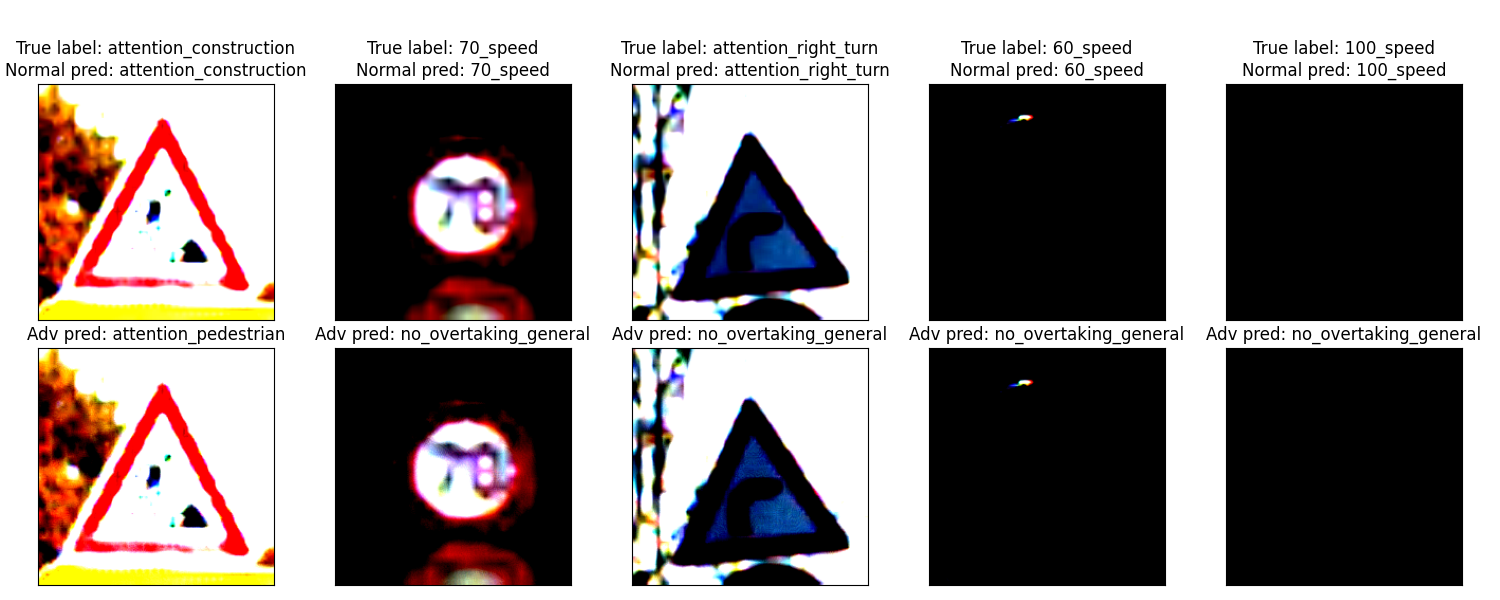 True label: attention_construction
Normal pred: attention_construction
True label: 70_speed
Normal pred: 70_speed
True label: attention_right_turn
Normal pred: attention_right_turn
True label: 60_speed
Normal pred: 60_speed
True label: 100_speed
Normal pred: 100_speed
70
Adv pred: attention_pedestrian
Adv pred: no_overtaking_general
Adv pred: no_overtaking_general
Adv pred: no_overtaking_general
Adv pred: no_overtaking_general
70